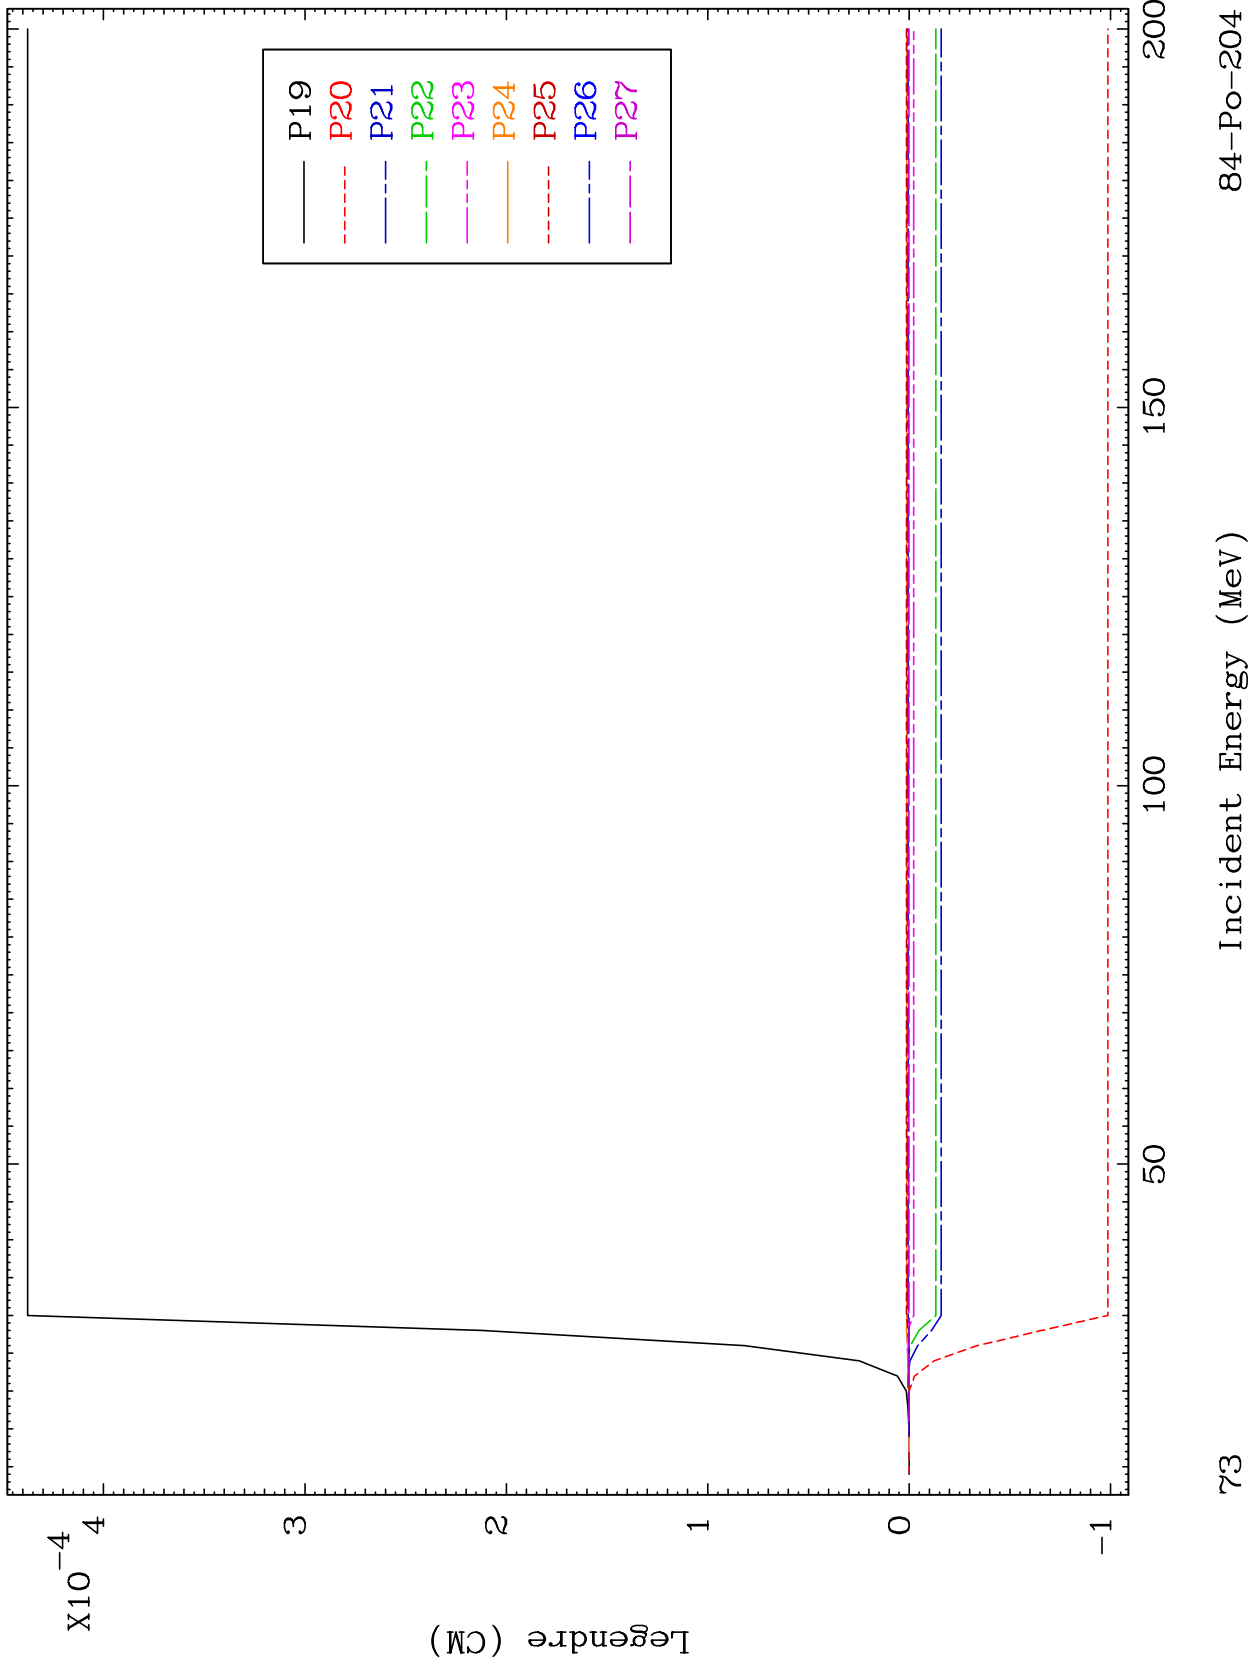 X10-4
4
3
2
1
0
-1
Legendre (CM)
P19
P20
P21
P22
P23
P24
P25
P26
P27
50
100
150
200
Incident Energy (MeV)
73
84-Po-204